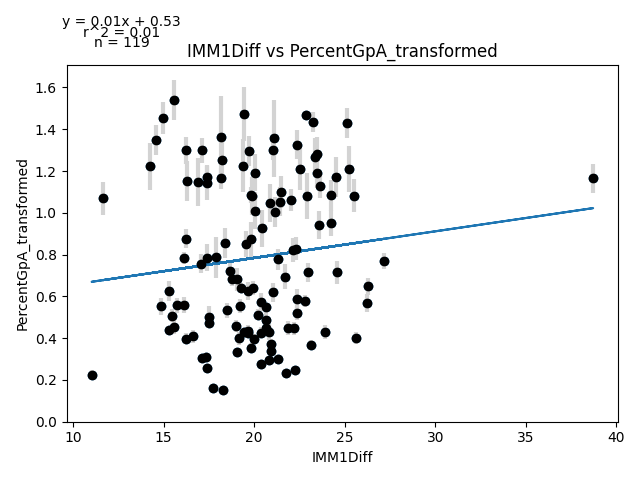 y = 0.01x + 0.53
r^2 = 0.01
n = 119
IMM1Diff vs PercentGpA_transformed
PercentGpA_transformed
1.6
1.4
1.2
1.0
0.8
0.6
0.4
0.2
0.0
10 15 20 25 30 35 40
IMM1Diff